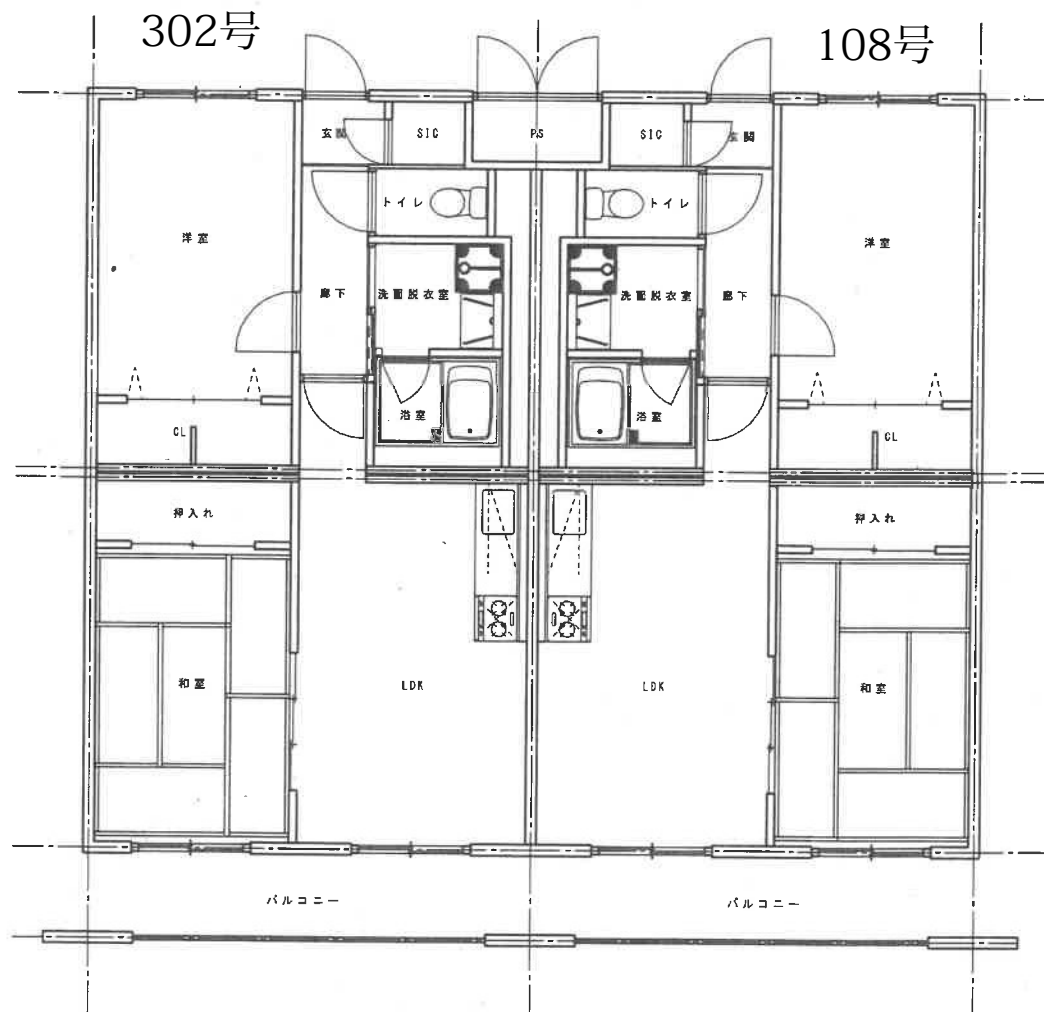 302号
108号
玄関
SIC
PS
SIC
玄関
トイレ
トイレ
洋室
洋室
廊下
洗面脱衣室
洗面脱衣室
廊下
浴室
浴室
CL
CL
押入れ
押入れ
和室
LDK
LDK
和室
バルコニー
バルコニー